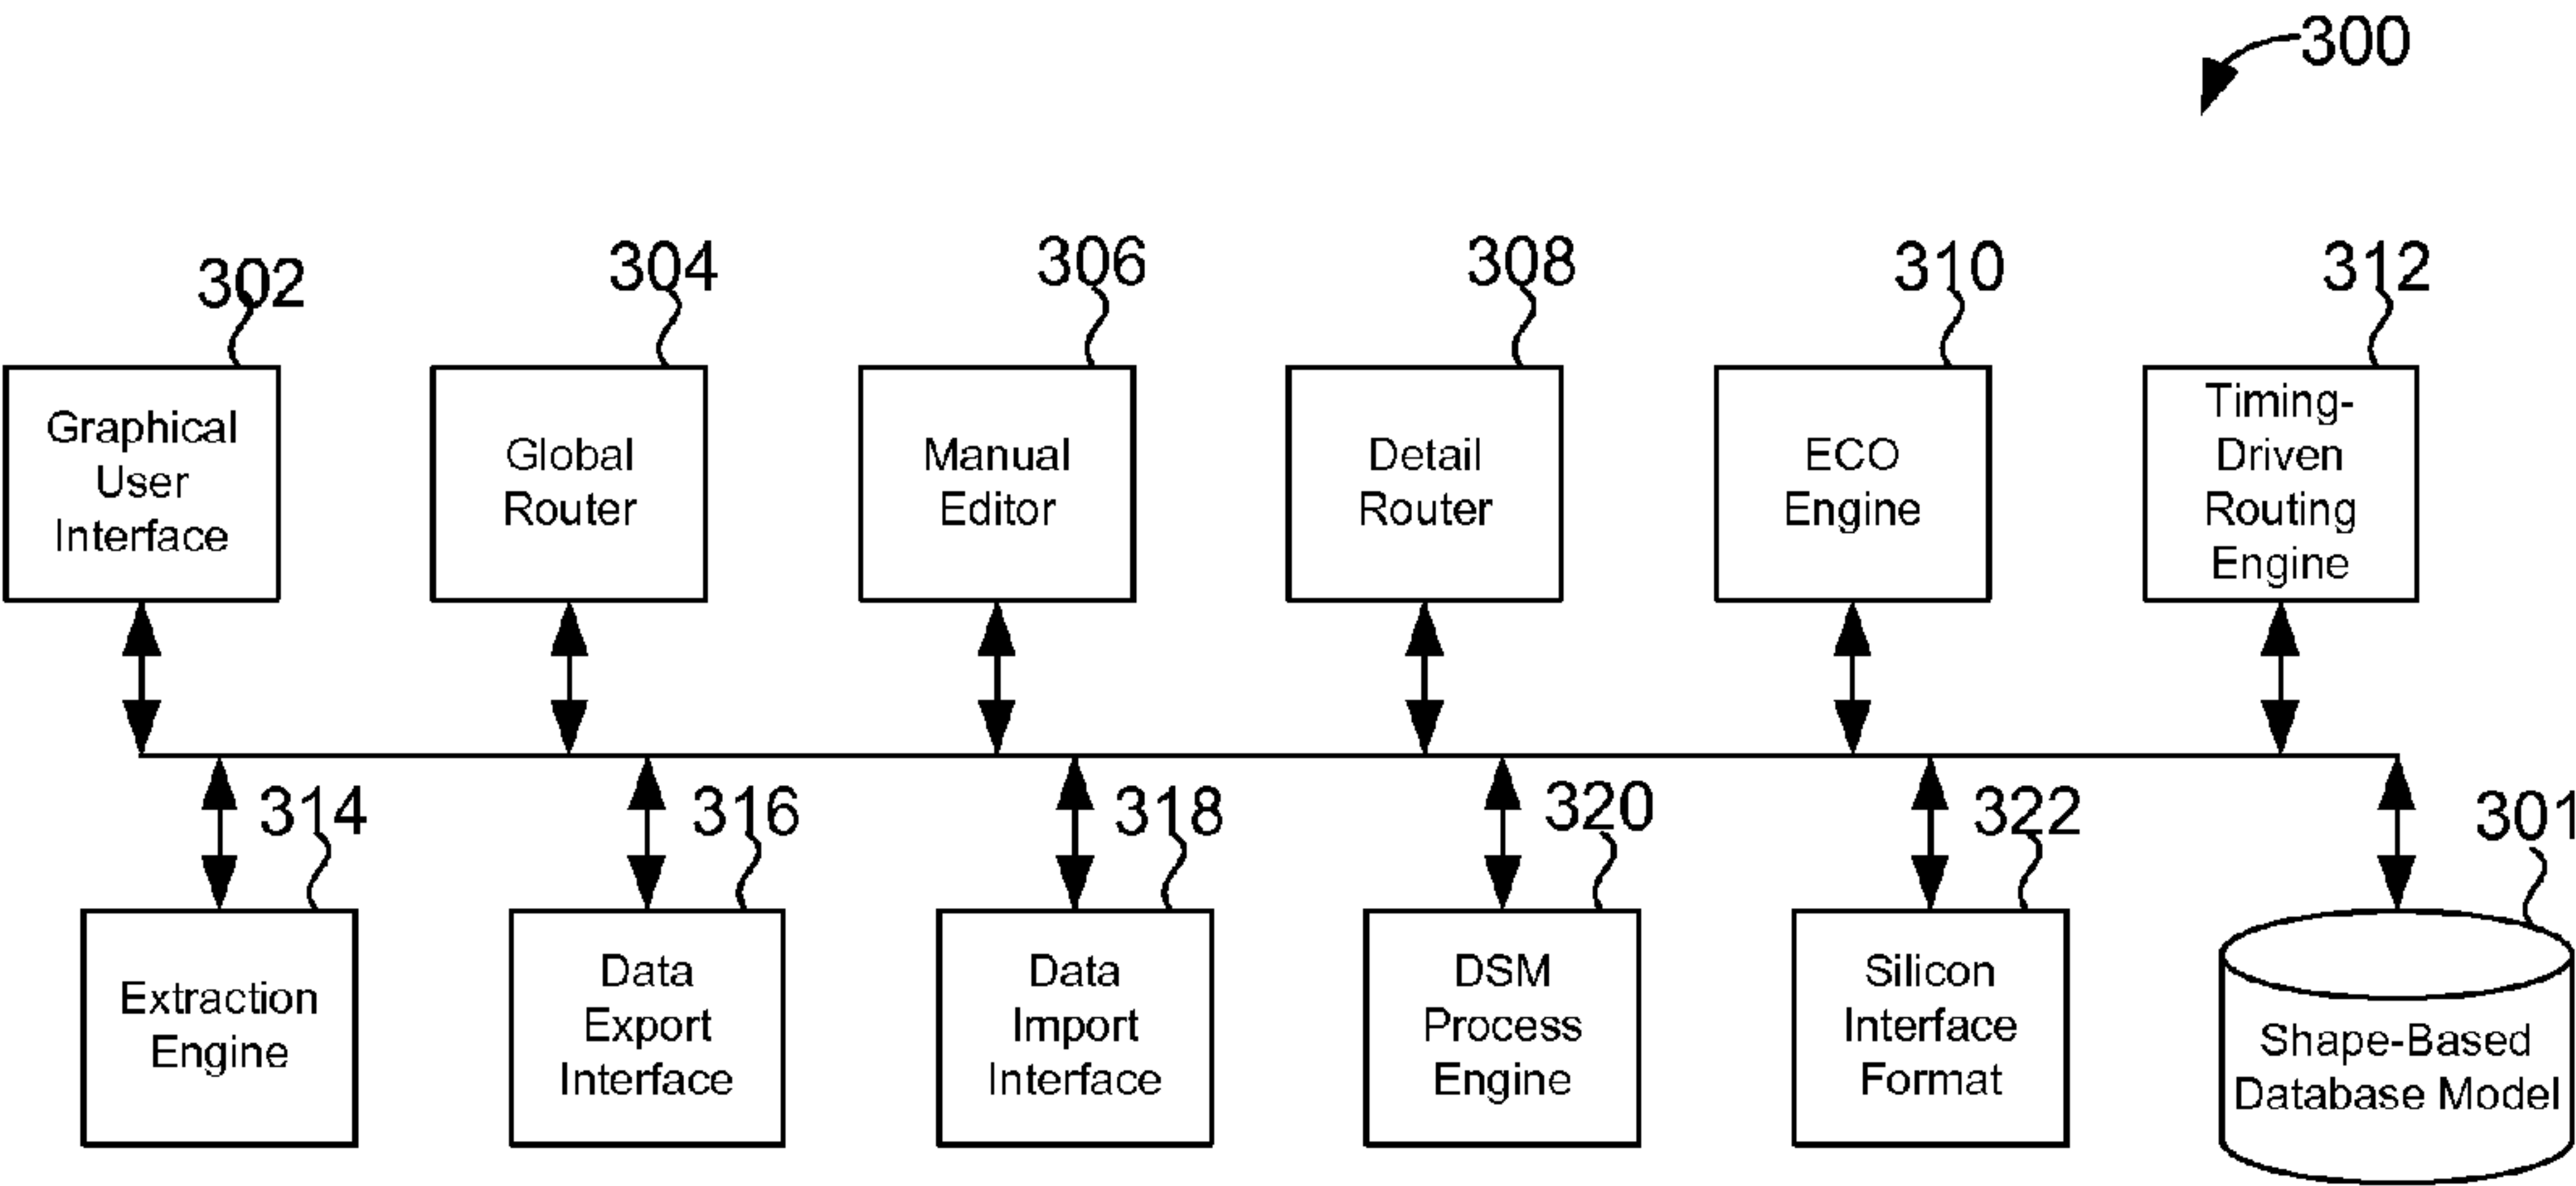 300
302
304
306
308
310
312
Graphical
User
Interface
Global
Router
Manual
Editor
Detail
Router
ECO
Engine
Timing-
Driven
Routing
Engine
314
316
318
320
322
301
Extraction
Engine
Data
Export
Interface
Data
Import
Interface
DSM
Process
Engine
Silicon
Interface
Format
Shape-Based
Database Model